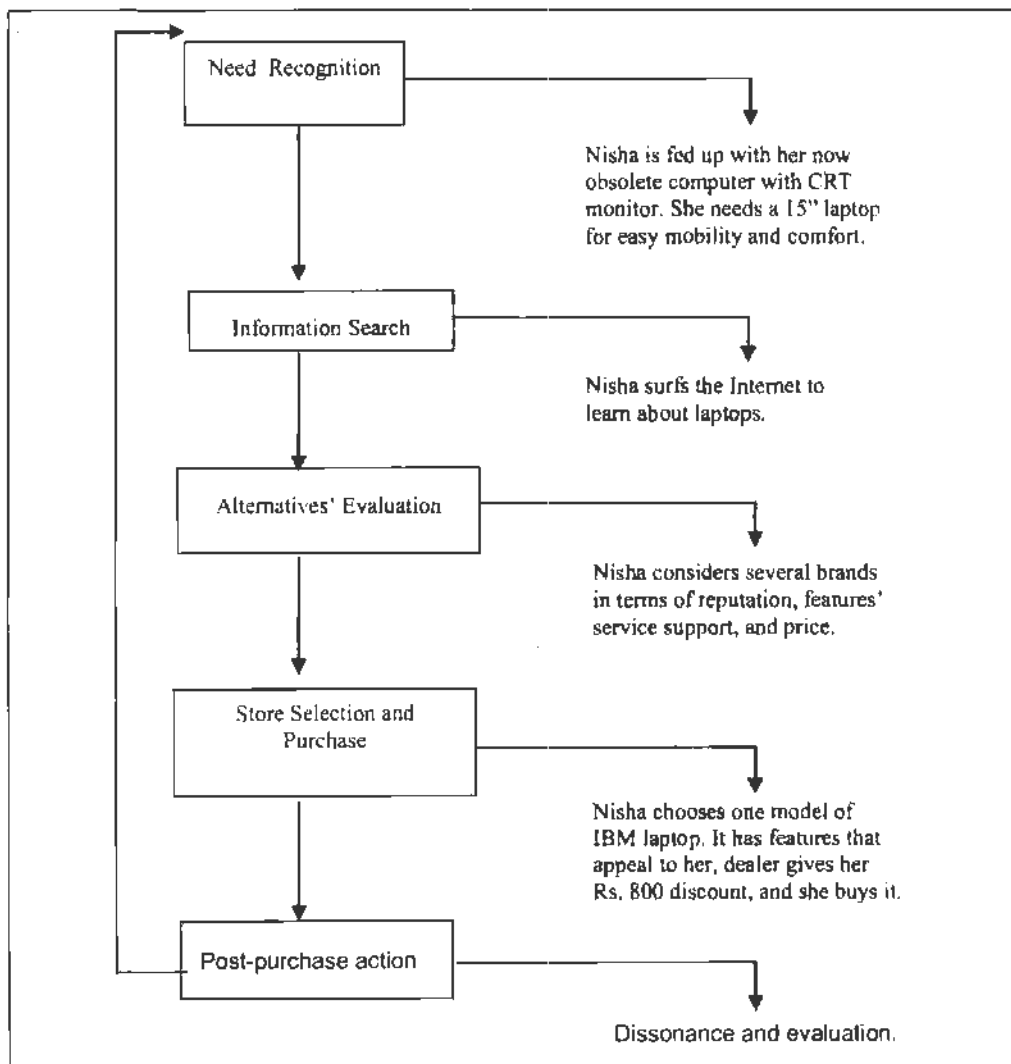 Need Recognition
Nisha is fed up with her now
obsolete computer with CRT
monitor. She needs a 15” laptop
for easy mobility and comfort.
Information Search
Nisha surfs the Internet to
learn about laptops.
Alternatives’ Evaluation
Nisha considers several brands
in terms of reputation, features’
service support, and price.
Store Selection and
Purchase
Nisha chooses one model of
IBM laptop. It has features that
appeal to her, dealer gives her
Rs. 800 discount, and she buys it.
Post-purchase action
Dissonance and evaluation.